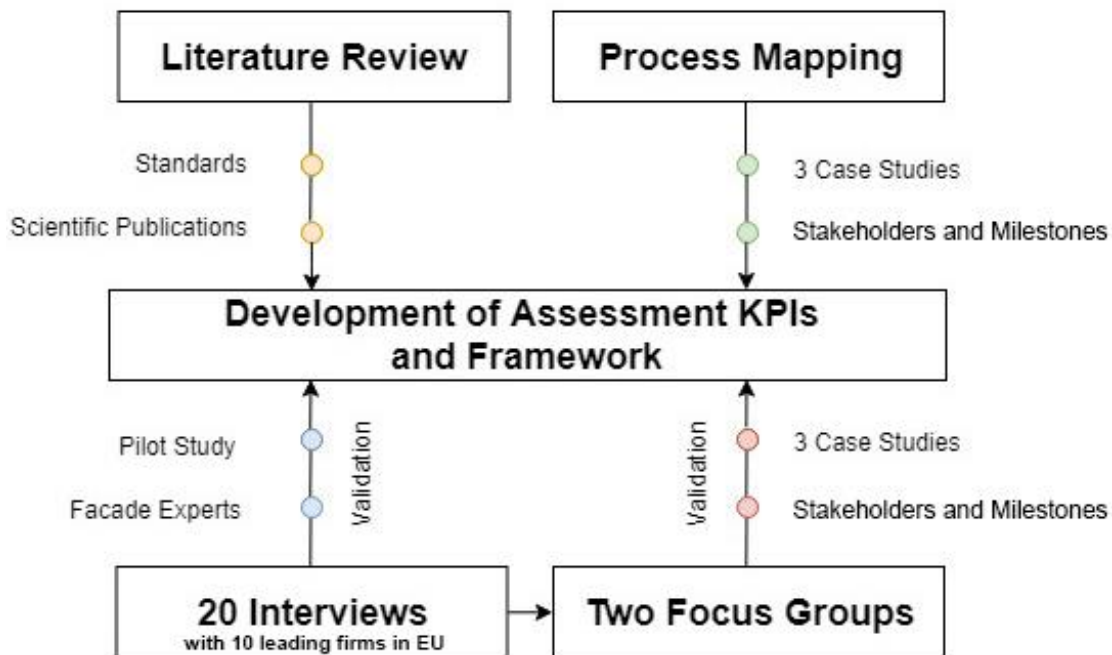 Literature Review
Process Mapping
Standards
Scientific Publications
3 Case Studies
Stakeholders and Milestones
Development of Assessment KPIs
and Framework
Pilot Study
Facade Experts
Validation
Validation
3 Case Studies
Stakeholders and Milestones
20 Interviews
with 10 leading firms in EU
Two Focus Groups